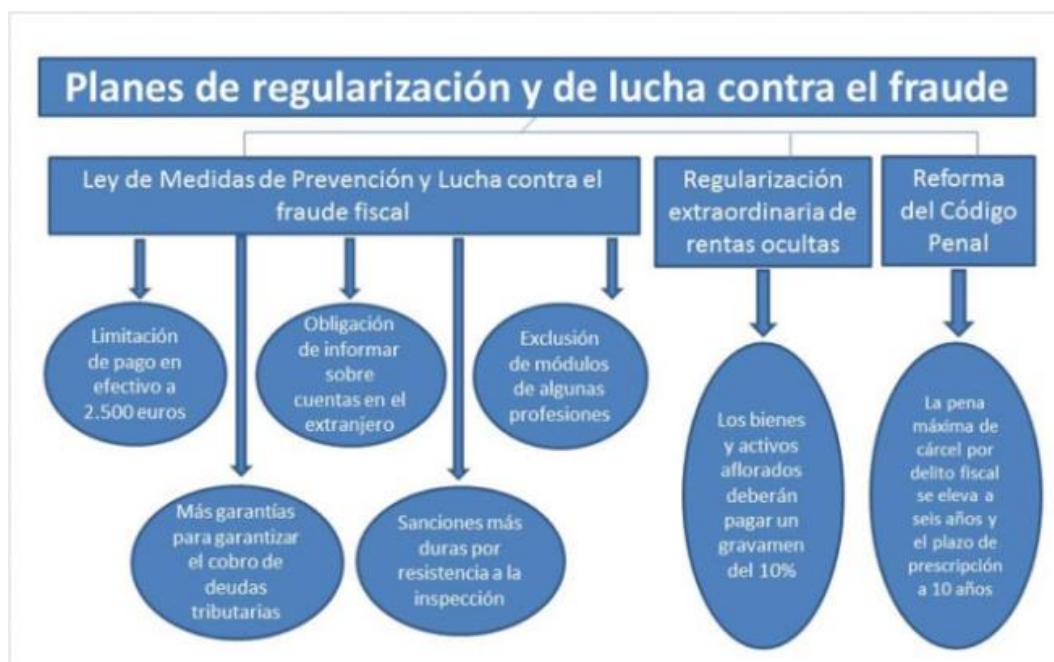 Planes de regularización y de lucha contra el fraude
Ley de Medidas de Prevención y Lucha contra el
fraude fiscal
Regularización
extraordinaria de
rentas ocultas
Reforma
del Código
Penal
Limitación
de pago en
efectivo a
2.500 euros
Obligación
de informar
sobre
cuentas en el
extranjero
Exclusión
de módulos
de algunas
profesiones
Más garantías
para garantizar
el cobro de
deudas
tributarias
Sanciones más
duras por
resistencia a la
inspección
Los bienes
y activos
aflorados
deberán
pagar un
gravamen
del 10%
La pena
máxima de
cárcel por
delito fiscal
se eleva a
seis años y
el plazo de
prescripción
a 10 años